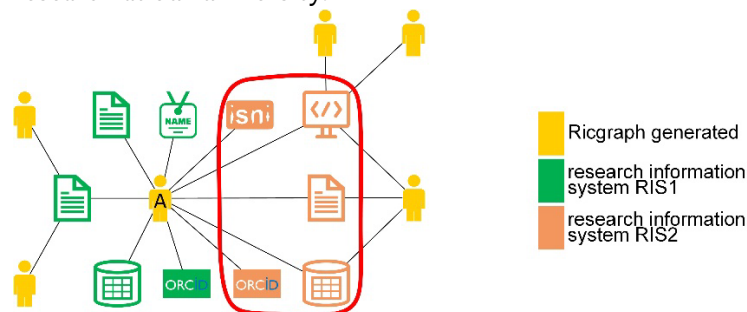 NAME
isni
</>
A
ORCID
ORCID
Ricgraph generated
research information
system RIS1
research information
system RIS2